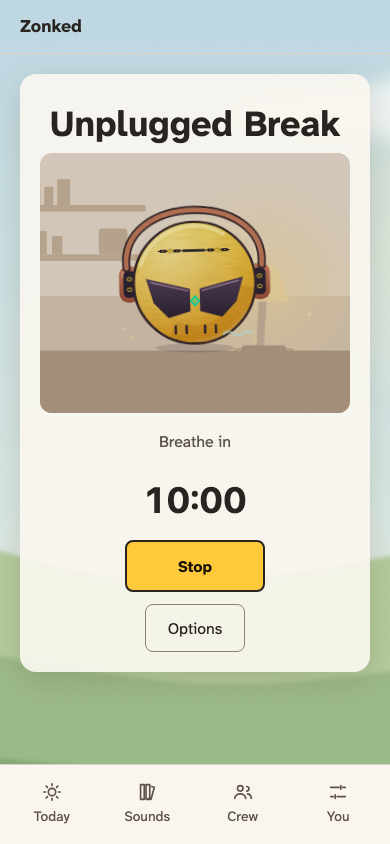 Zonked
Unplugged Break
Breathe in
10:00
Stop
Options
Today
Sounds
Crew
You